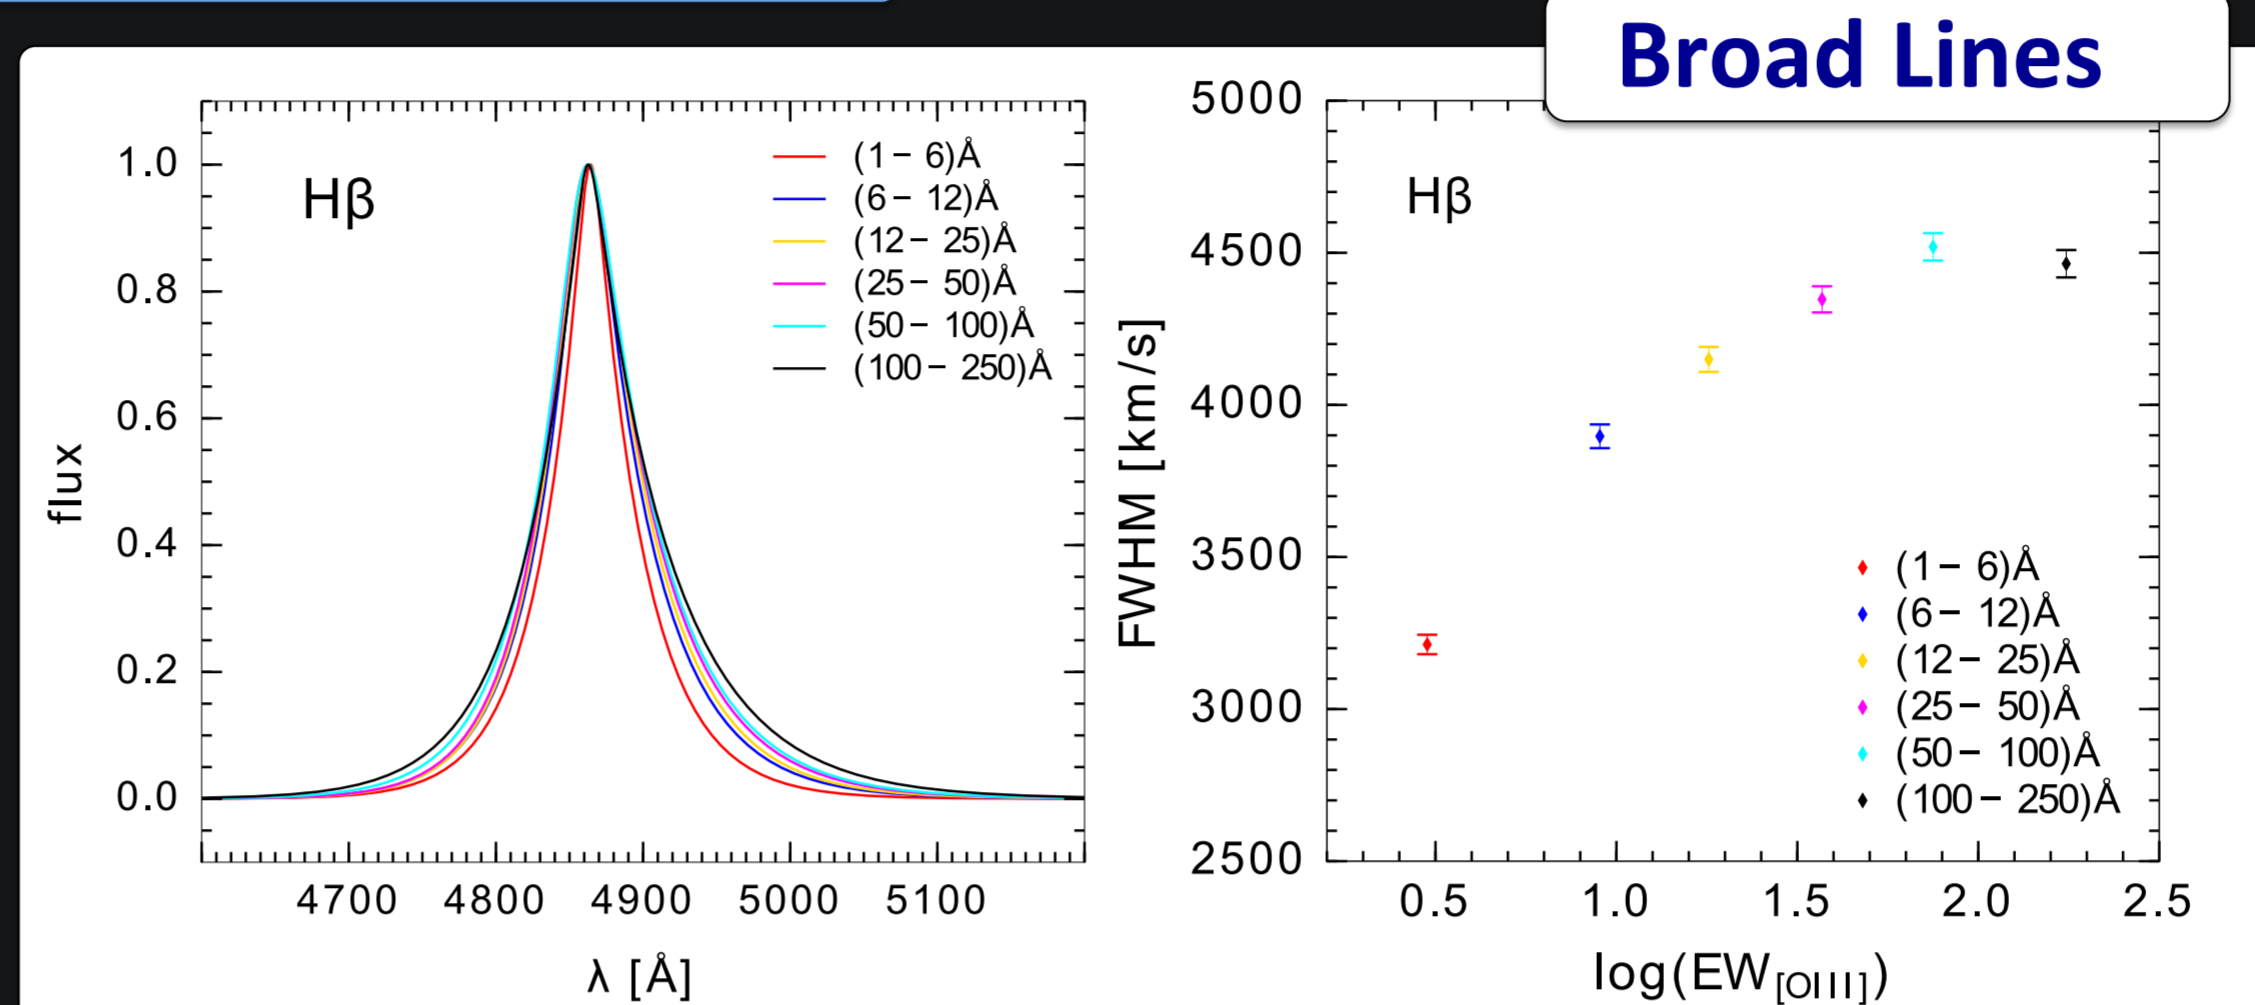 Broad Lines
Hβ
(1 – 6)Å
(6 – 12)Å
(12 – 25)Å
(25 – 50)Å
(50 – 100)Å
(100 – 250)Å
1.0
0.8
0.6
0.4
0.2
0.0
flux
4700 4800 4900 5000 5100
λ [Å]
Hβ
5000
4500
4000
3500
3000
2500
FWHM [km/s]
(1 – 6)Å
(6 – 12)Å
(12 – 25)Å
(25 – 50)Å
(50 – 100)Å
(100 – 250)Å
0.5 1.0 1.5 2.0 2.5
log(EW[OIII])